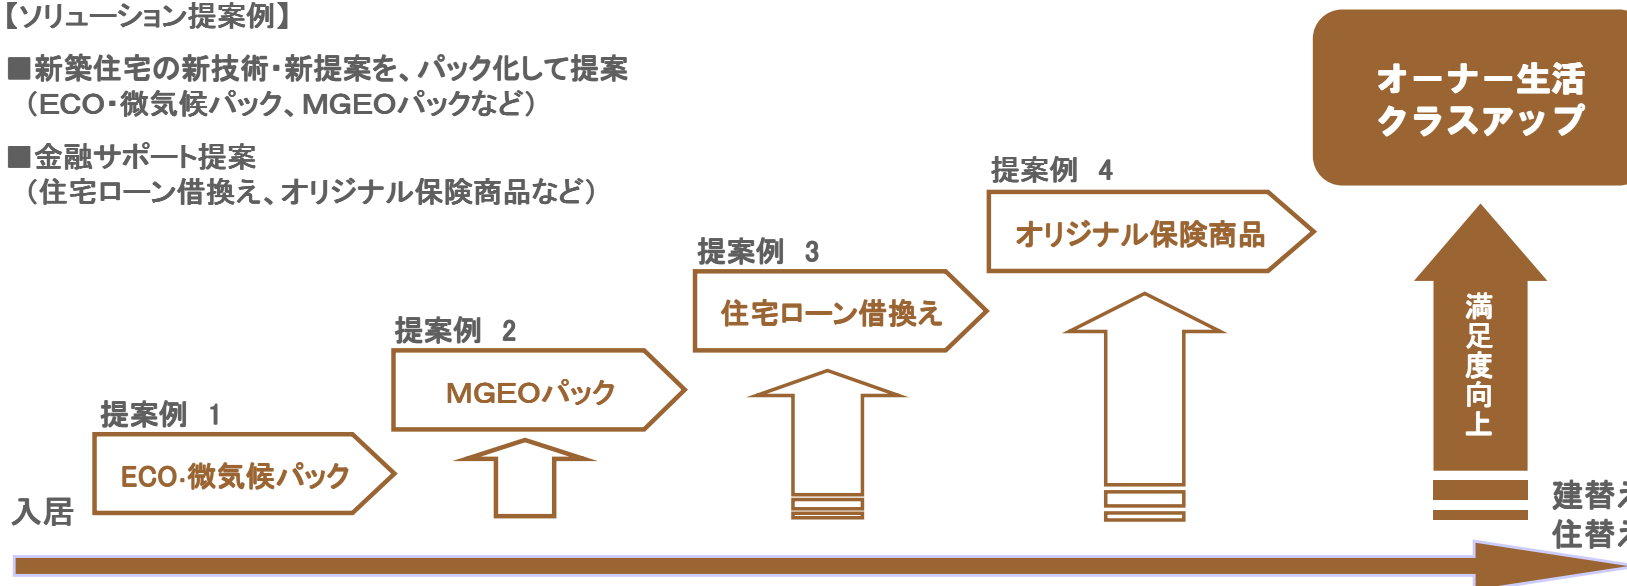 【ソリューション提案例】
■新築住宅の新技術・新提案を、パック化して提案
（ECO・微気候パック、MGEOパックなど）
■金融サポート提案
（住宅ローン借換え、オリジナル保険商品など）
オーナー生活
クラスアップ
提案例 4
オリジナル保険商品
提案例 3
住宅ローン借換え
提案例 2
MGEOパック
提案例 1
ECO・微気候パック
満足度向上
入居
建替え
住替え